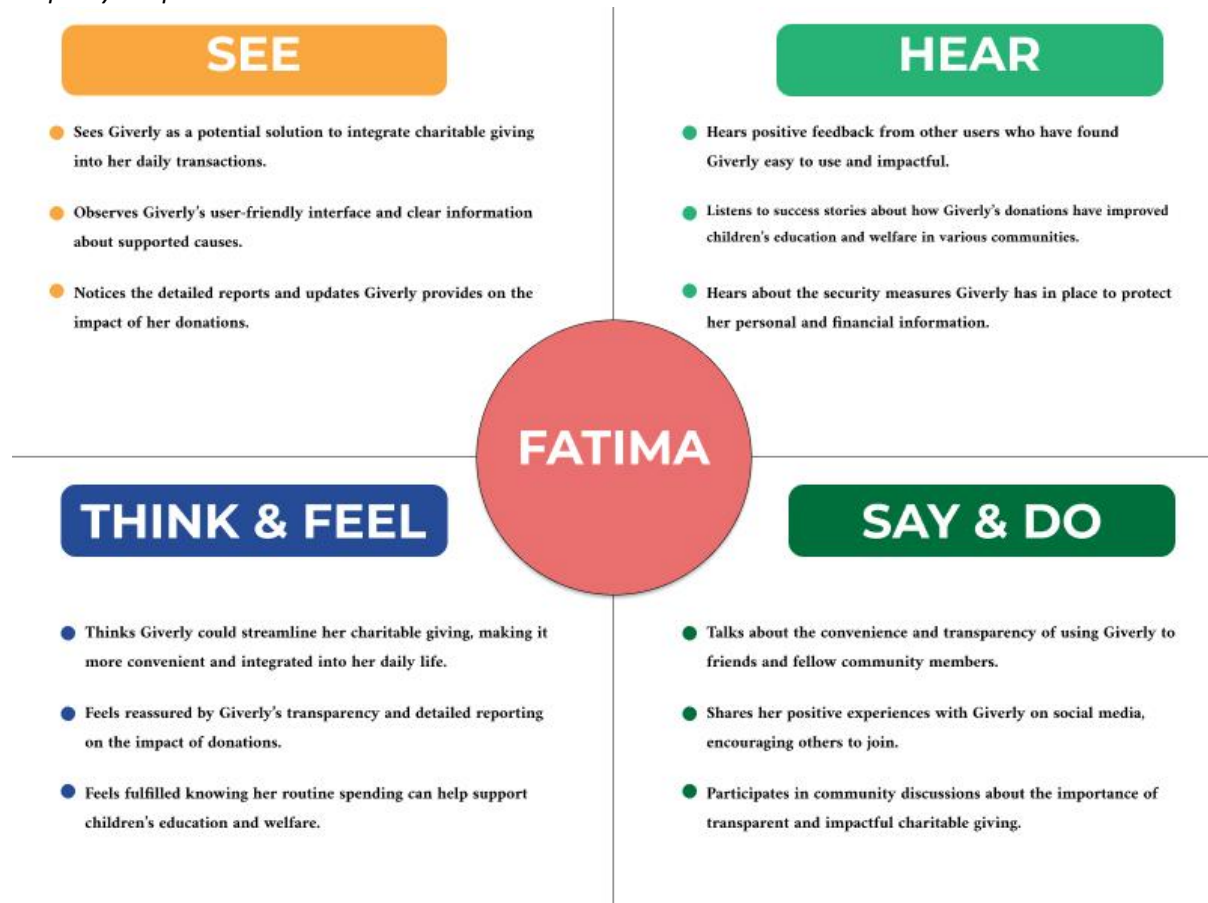 SEE
Sees Giverly as a potential solution to integrate charitable giving
into her daily transactions.
Observes Giverly's user-friendly interface and clear information
about supported causes.
Notices the detailed reports and updates Giverly provides on the
impact of her donations.
HEAR
Hears positive feedback from other users who have found
Giverly easy to use and impactful.
Listens to success stories about how Giverly's donations have improved
children's education and welfare in various communities.
Hears about the security measures Giverly has in place to protect
her personal and financial information.
FATIMA
THINK & FEEL
Thinks Giverly could streamline her charitable giving, making it
more convenient and integrated into her daily life.
Feels reassured by Giverly's transparency and detailed reporting
on the impact of donations.
Feels fulfilled knowing her routine spending can help support
children's education and welfare.
SAY & DO
Talks about the convenience and transparency of using Giverly to
friends and fellow community members.
Shares her positive experiences with Giverly on social media,
encouraging others to join.
Participates in community discussions about the importance of
transparent and impactful charitable giving.